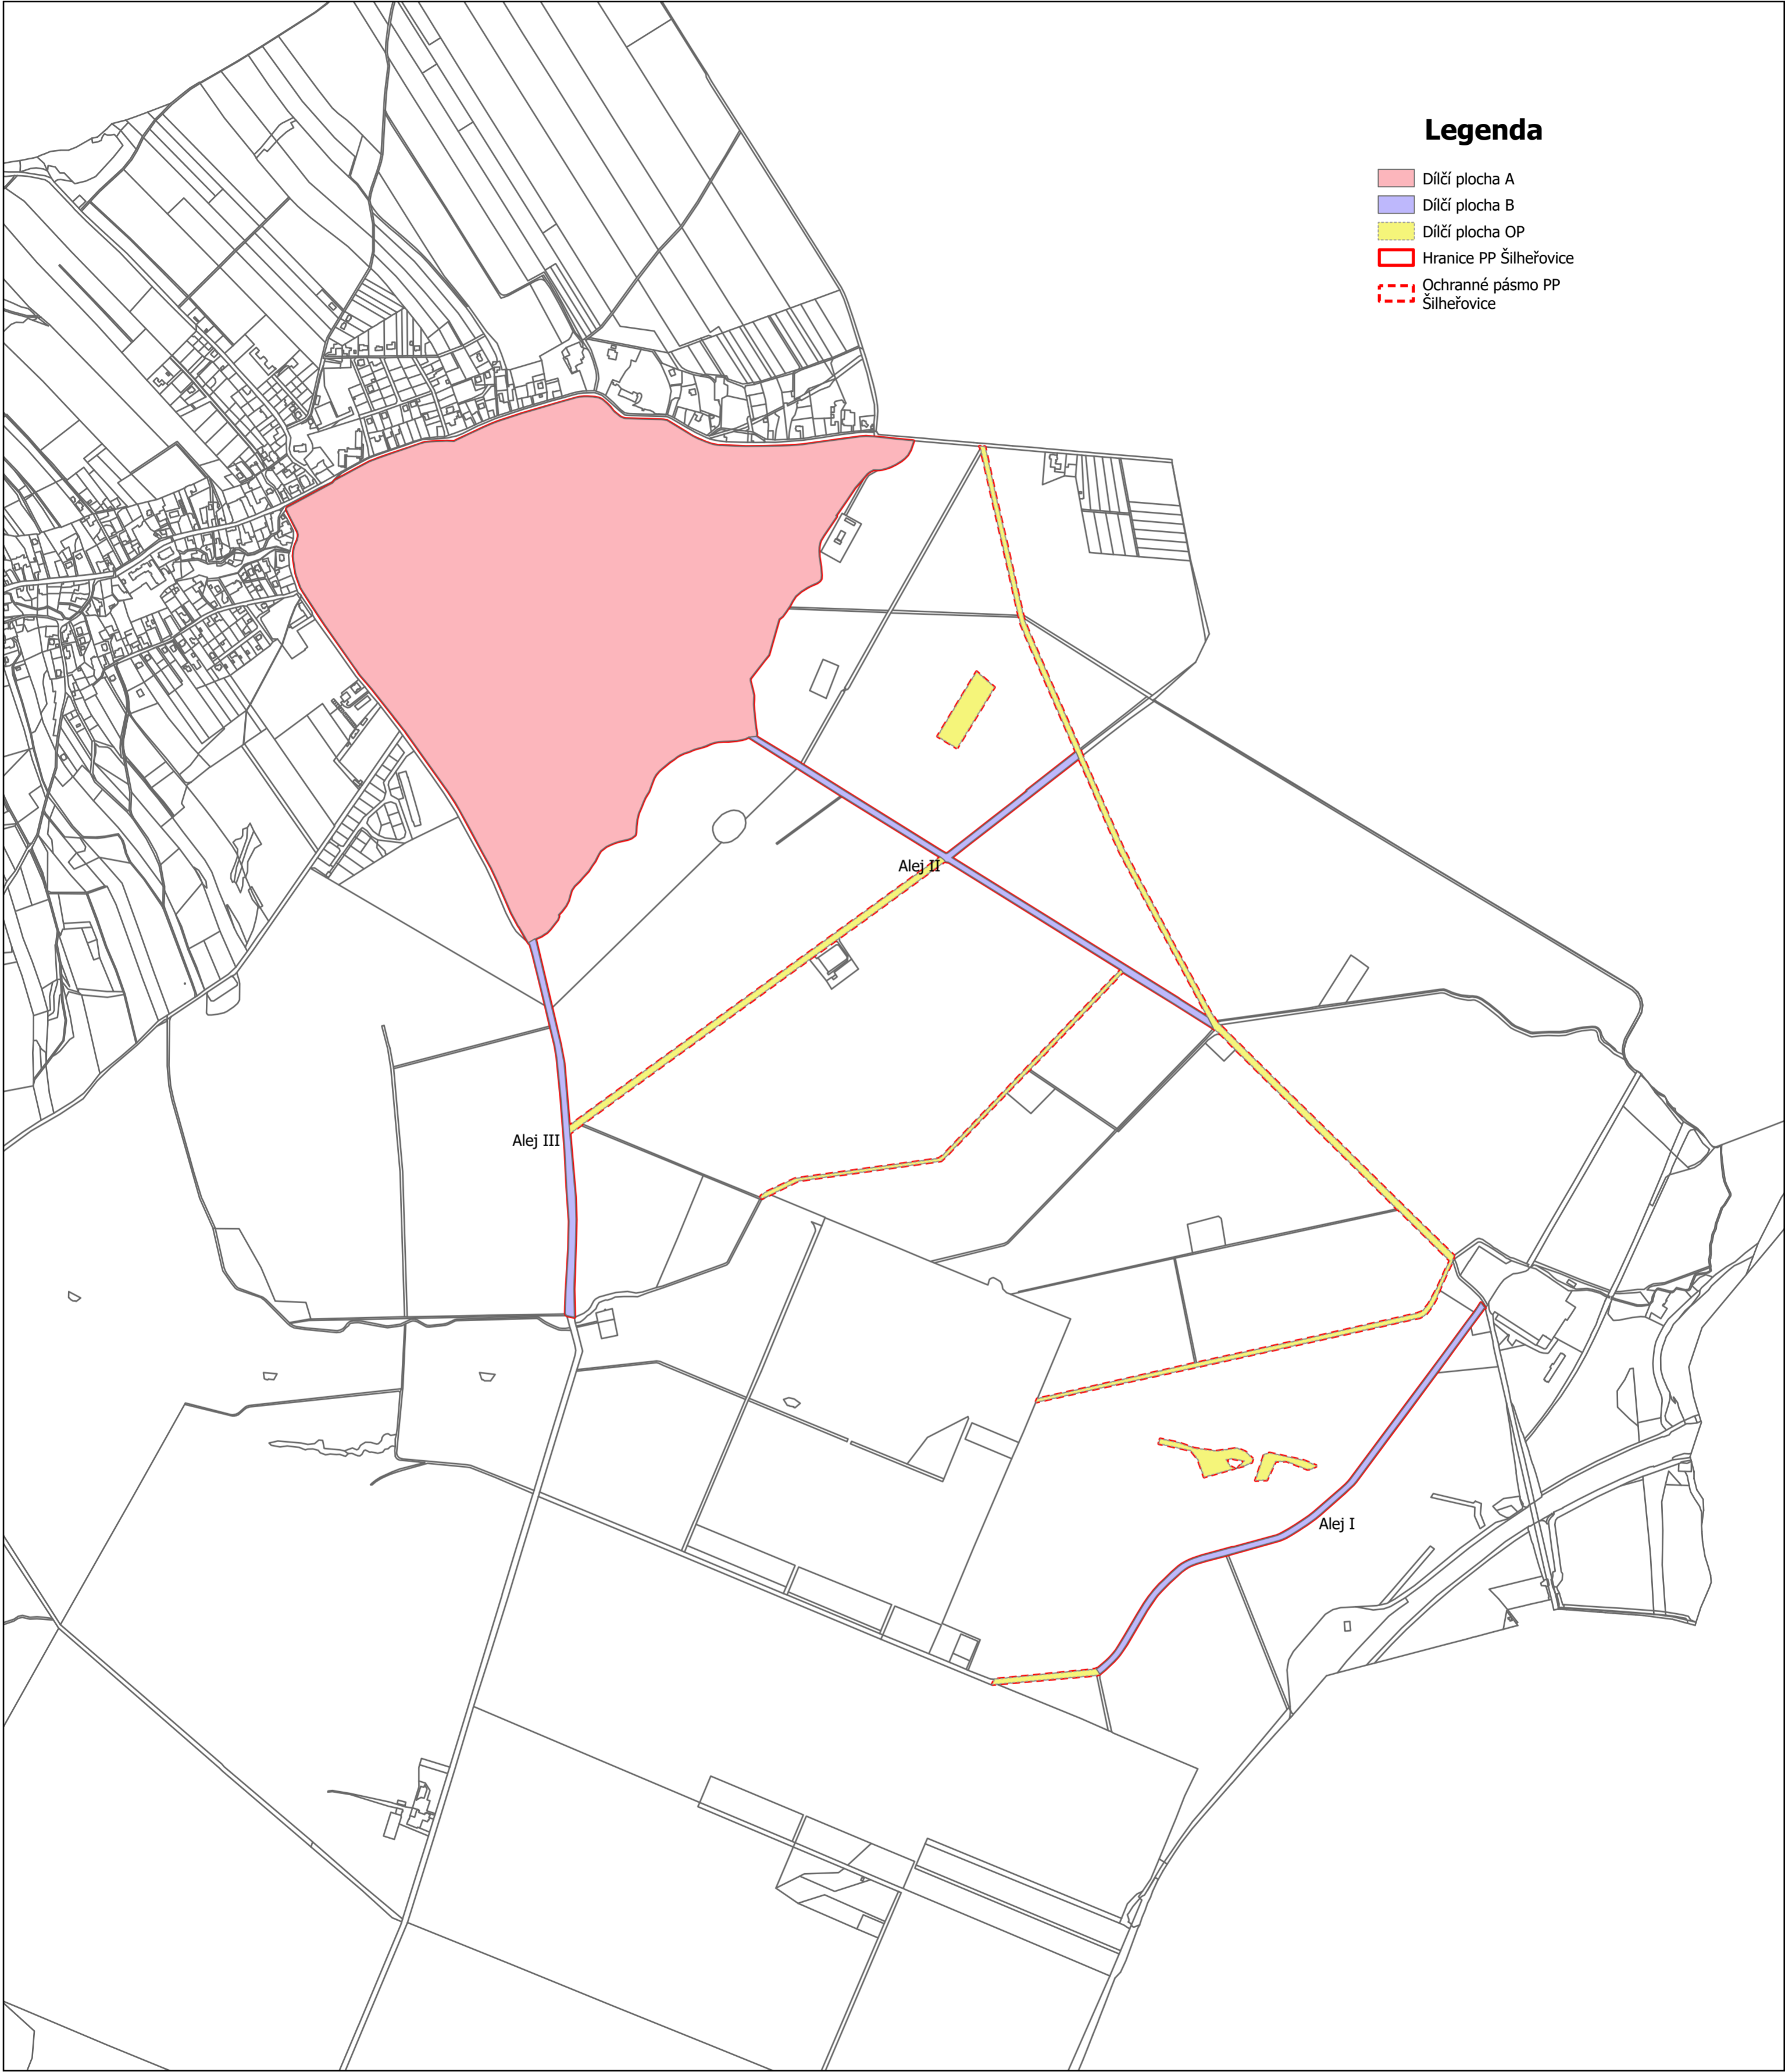 Legenda
Dílčí plocha A
Dílčí plocha B
Dílčí plocha OP
Hranice PP Šilheřovice
Ochranné pásmo PP
Šilheřovice
Alej II
Alej III
Alej I